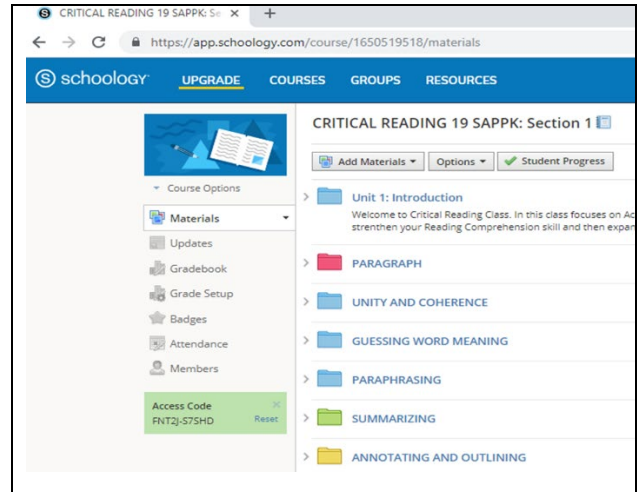 CRITICAL READING 19 SAPPK: Se
https://app.schoology.com/course/1650519518/materials
S schoology UPGRADE COURSES GROUPS RESOURCES
CRITICAL READING 19 SAPPK: Section 1
Add Materials Options Student Progress
Course Options
Materials
Updates
Gradebook
Grade Setup
Badges
Attendance
Members
Access Code
FNT2J-S7SHD Reset
Unit 1: Introduction
Welcome to Critical Reading Class. In this class focuses on Ac
strenthen your Reading Comprehension skill and then expan
PARAGRAPH
UNITY AND COHERENCE
GUESSING WORD MEANING
PARAPHRASING
SUMMARIZING
ANNOTATING AND OUTLINING